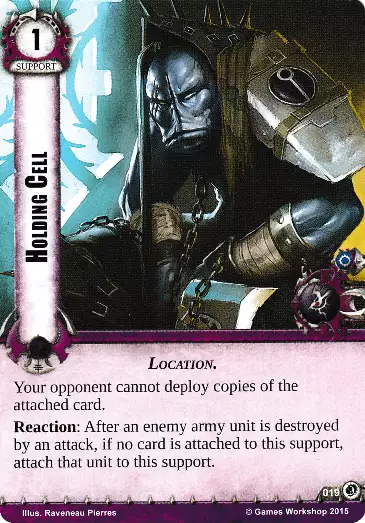 1
SUPPORT
HOLDING CELL
LOCATION.
Your opponent cannot deploy copies of the
attached card.
Reaction: After an enemy army unit is destroyed
by an attack, if no card is attached to this support,
attach that unit to this support.
019
Illus. Raveneau Pierres
© Games Workshop 2015